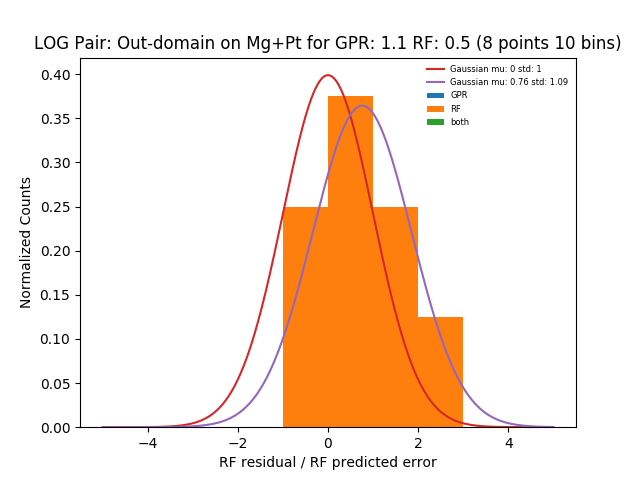 LOG Pair: Out-domain on Mg+Pt for GPR: 1.1 RF: 0.5 (8 points 10 bins)
Gaussian mu: 0 std: 1
Gaussian mu: 0.76 std: 1.09
GPR
RF
both
Normalized Counts
0.40
0.35
0.30
0.25
0.20
0.15
0.10
0.05
0.00
−4 −2 0 2 4
RF residual / RF predicted error